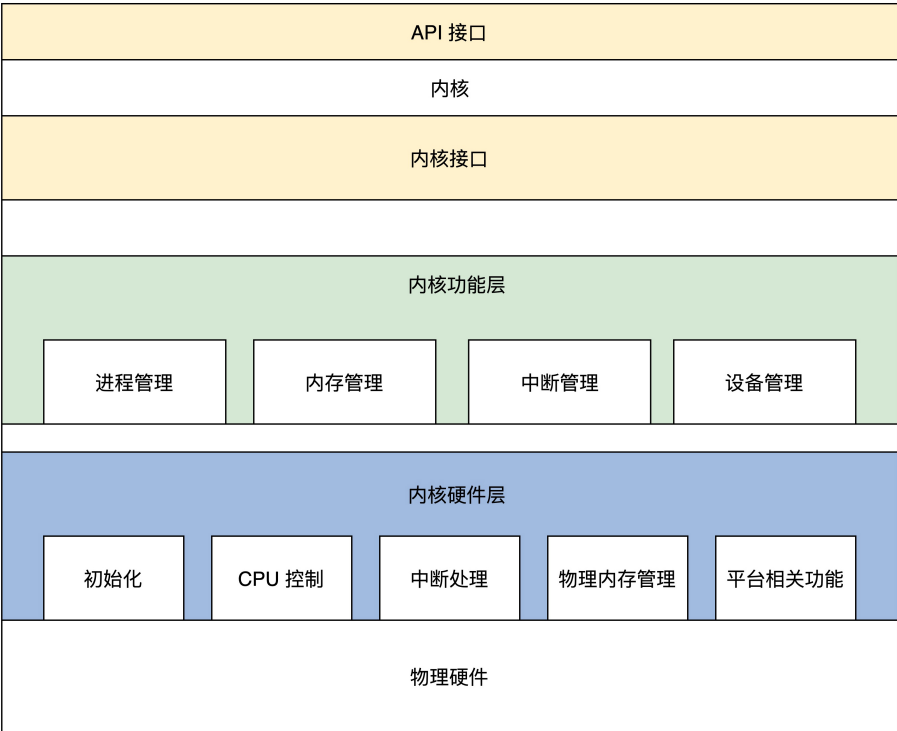 API 接口
内核
内核接口
内核功能层
进程管理 内存管理 中断管理 设备管理
内核硬件层
初始化 CPU 控制 中断处理 物理内存管理 平台相关功能
物理硬件